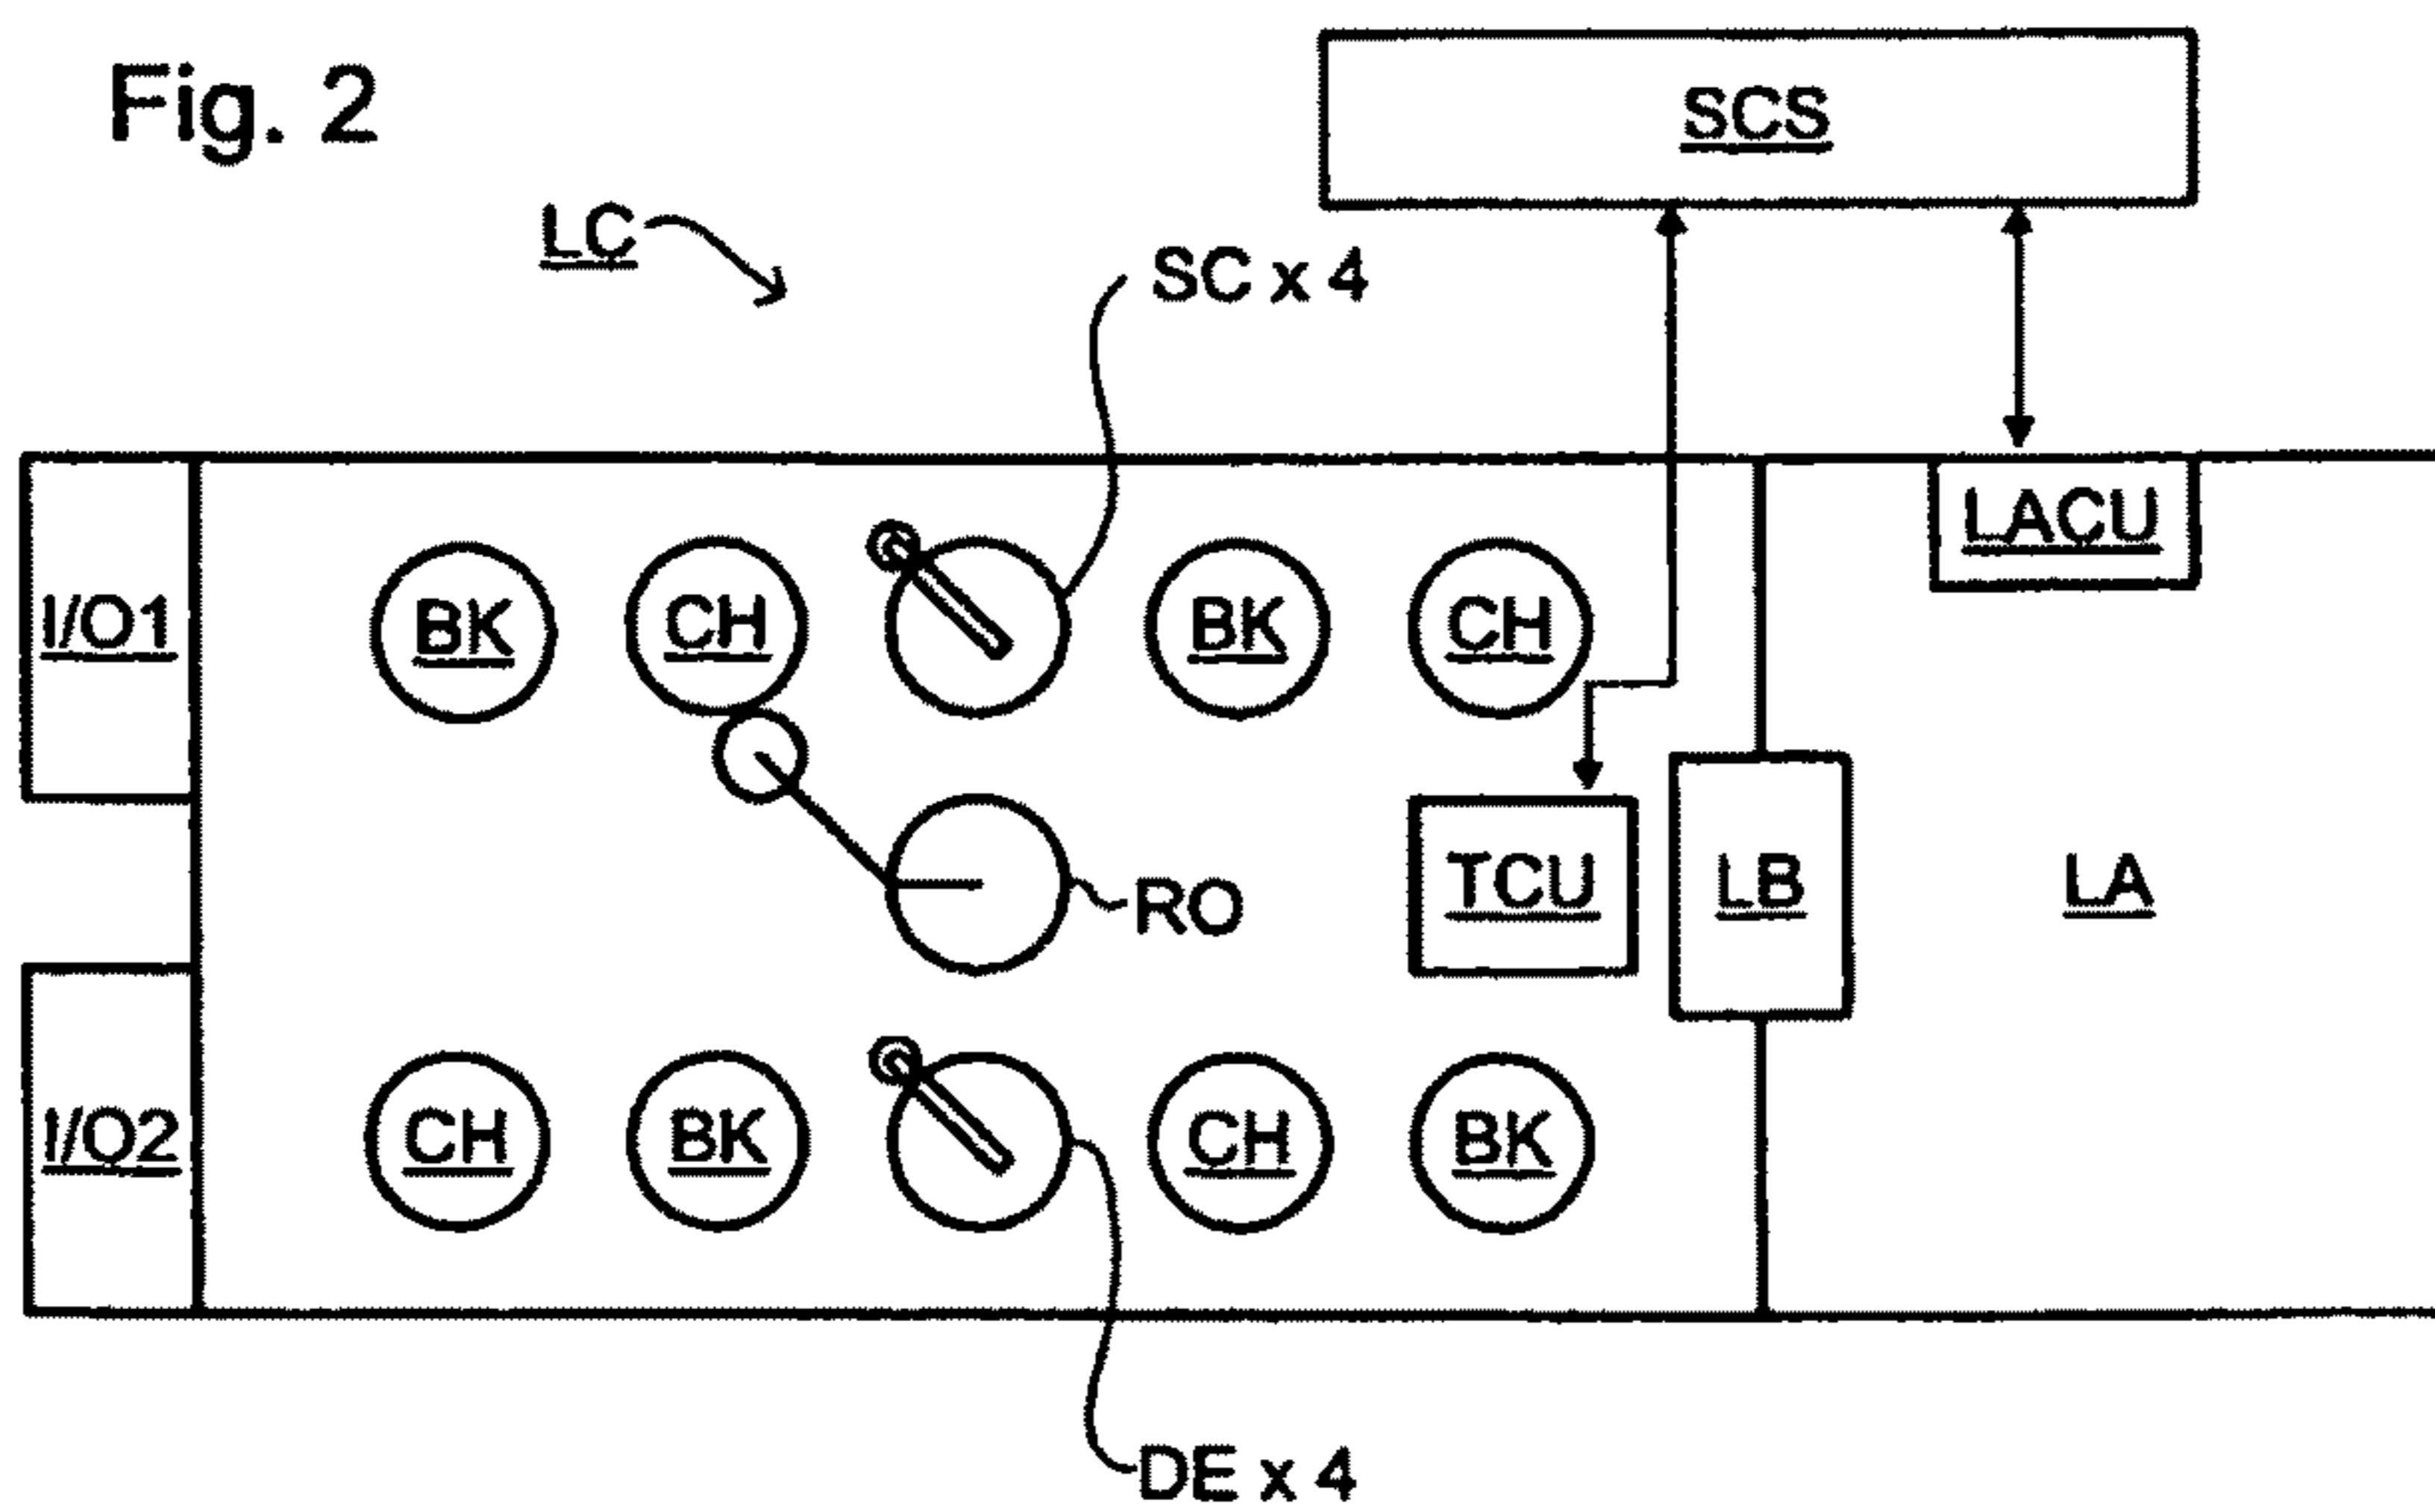 Fig. 2
SCS
LC
SC x 4
LACU
I/O1
BK
CH
BK
CH
TCU
LB
LA
RO
I/O2
CH
BK
CH
BK
DE x 4